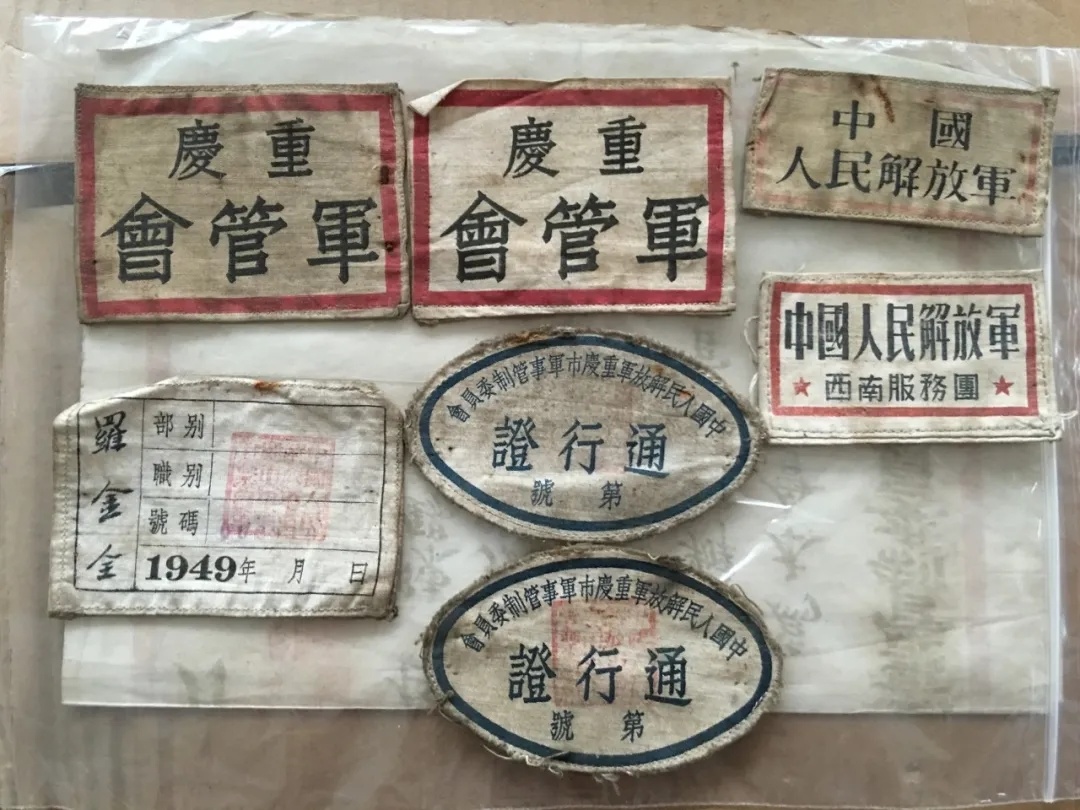 重慶
軍管會
重慶
軍管會
中國
人民解放軍
中國人民解放軍
西南服務團
羅金全
部別
職別
號碼
1949年 月 日
中國人民解放軍重慶市軍事管制委員會
通行證
第 號
中國人民解放軍重慶市軍事管制委員會
通行證
第 號